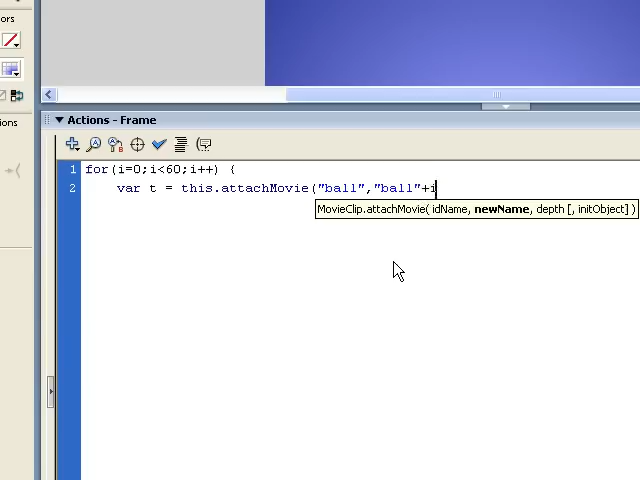 ors
ions
Actions - Frame
1 for(i=0;i<60;i++) {
2 var t = this.attachMovie("ball","ball"+i
MovieClip.attachMovie( idName, newName, depth [, initObject] )